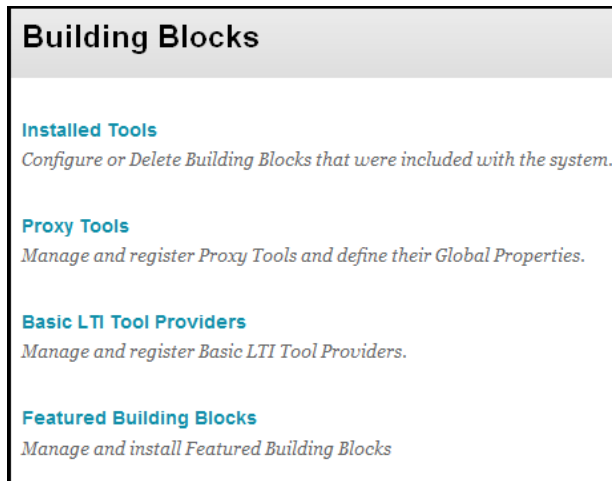 Building Blocks
Installed Tools
Configure or Delete Building Blocks that were included with the system.
Proxy Tools
Manage and register Proxy Tools and define their Global Properties.
Basic LTI Tool Providers
Manage and register Basic LTI Tool Providers.
Featured Building Blocks
Manage and install Featured Building Blocks